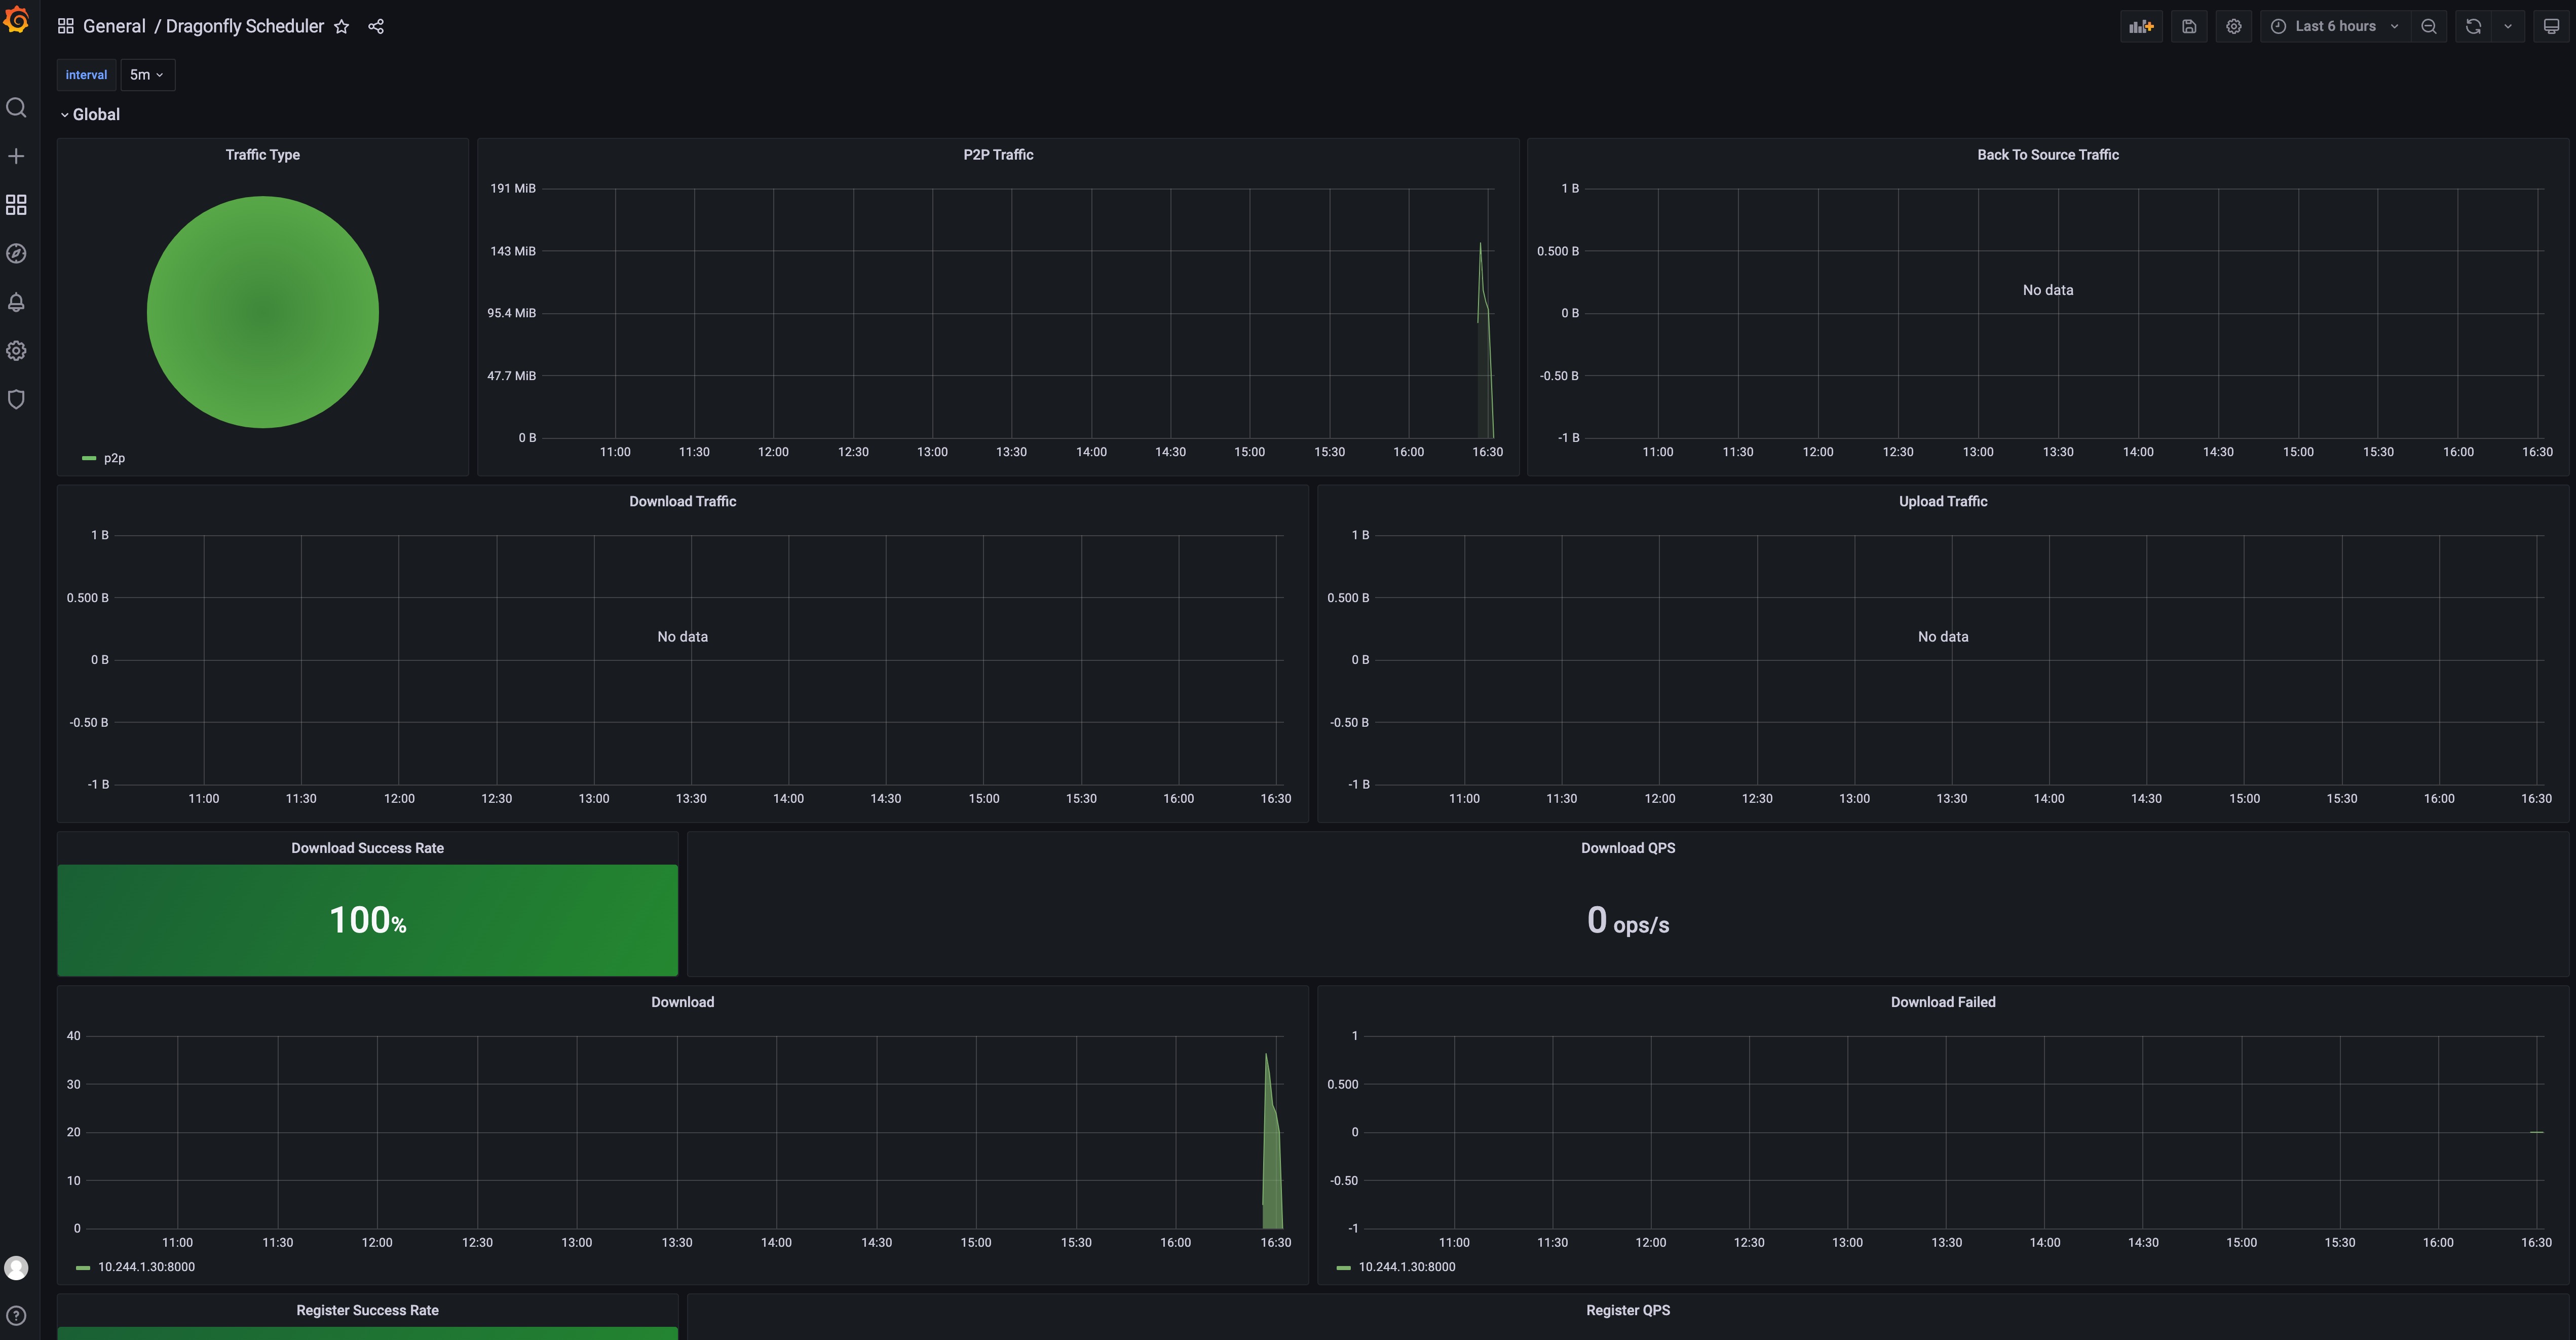 General / Dragonfly Scheduler
Last 6 hours
interval 5m
Global
Traffic Type
p2p
P2P Traffic
191 MiB
143 MiB
95.4 MiB
47.7 MiB
0 B
11:00 11:30 12:00 12:30 13:00 13:30 14:00 14:30 15:00 15:30 16:00 16:30
Back To Source Traffic
1 B
0.500 B
No data
0 B
-0.50 B
-1 B
11:00 11:30 12:00 12:30 13:00 13:30 14:00 14:30 15:00 15:30 16:00 16:30
Download Traffic
1 B
0.500 B
No data
0 B
-0.50 B
-1 B
11:00 11:30 12:00 12:30 13:00 13:30 14:00 14:30 15:00 15:30 16:00 16:30
Upload Traffic
1 B
0.500 B
No data
0 B
-0.50 B
-1 B
11:00 11:30 12:00 12:30 13:00 13:30 14:00 14:30 15:00 15:30 16:00 16:30
Download Success Rate
100%
Download QPS
0 ops/s
Download
40
30
20
10
0
11:00 11:30 12:00 12:30 13:00 13:30 14:00 14:30 15:00 15:30 16:00 16:30
10.244.1.30:8000
Download Failed
1
0.500
0
-0.50
-1
11:00 11:30 12:00 12:30 13:00 13:30 14:00 14:30 15:00 15:30 16:00 16:30
10.244.1.30:8000
Register Success Rate
Register QPS